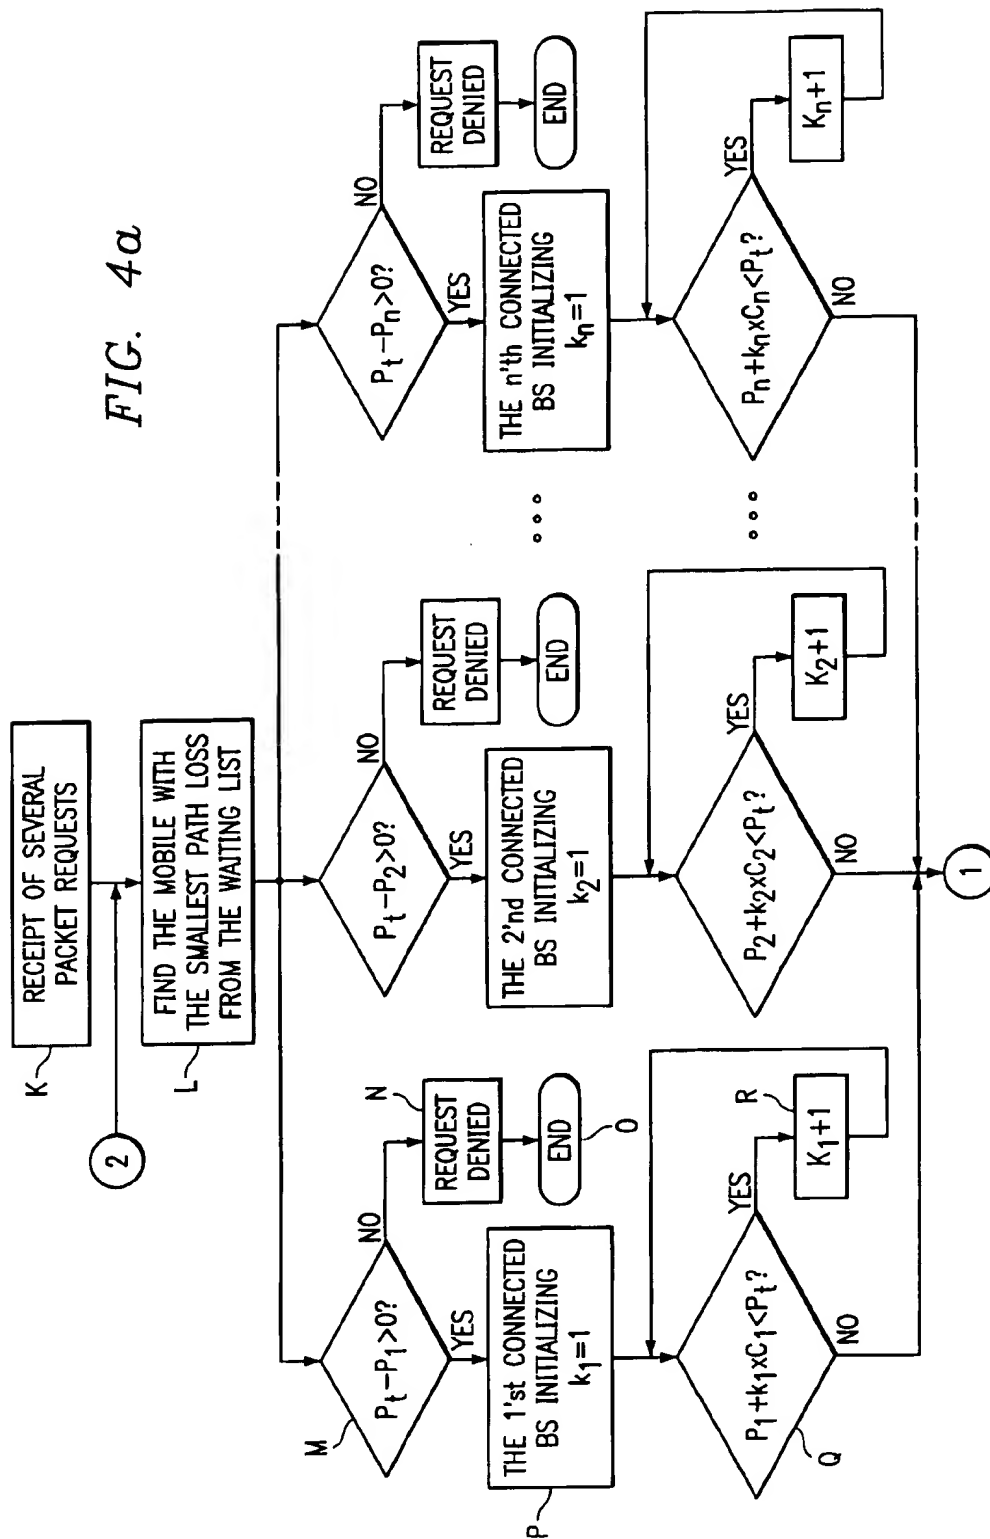 FIG. 4a
RECEIPT OF SEVERAL
PACKET REQUESTS
K
2
FIND THE MOBILE WITH
THE SMALLEST PATH LOSS
FROM THE WAITING LIST
L
Pt-P1>0?
M
NO
YES
REQUEST
DENIED
N
END
O
THE 1'st CONNECTED
BS INITIALIZING
k1=1
P
P1+k1xC1<Pt?
Q
YES
NO
K1+1
R
Pt-P2>0?
NO
YES
REQUEST
DENIED
END
THE 2'nd CONNECTED
BS INITIALIZING
k2=1
P2+k2xC2<Pt?
YES
NO
K2+1
Pt-Pn>0?
NO
YES
REQUEST
DENIED
END
THE n'th CONNECTED
BS INITIALIZING
kn=1
Pn+knxCn<Pt?
YES
NO
Kn+1
1